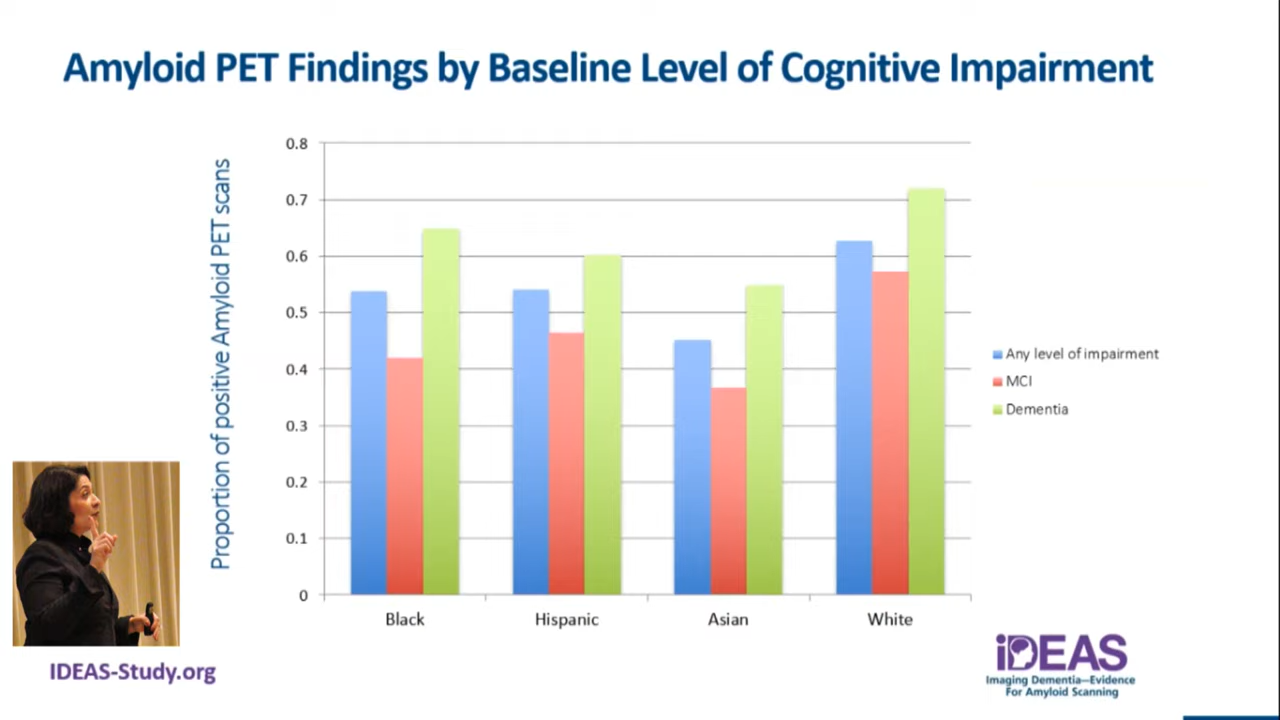 Amyloid PET Findings by Baseline Level of Cognitive Impairment
Proportion of positive Amyloid PET scans
0.8
0.7
0.6
0.5
0.4
0.3
0.2
0.1
0
Black
Hispanic
Asian
White
Any level of impairment
MCI
Dementia
IDEAS-Study.org
iDEAS
Imaging Dementia—Evidence
For Amyloid Scanning